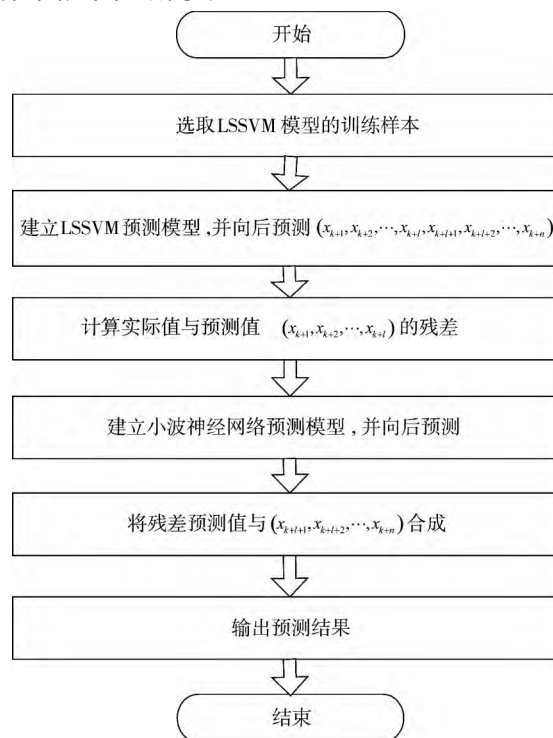 开始
选取LSSVM 模型的训练样本
建立LSSVM 预测模型,并向后预测 (x_{k+1}, x_{k+2}, ⋯, x_{k+l}, x_{k+l+1}, x_{k+l+2}, ⋯, x_{k+n})
计算实际值与预测值 (x_{k+1}, x_{k+2}, ⋯, x_{k+l}) 的残差
建立小波神经网络预测模型,并向后预测
将残差预测值与(x_{k+l+1}, x_{k+l+2}, ⋯, x_{k+n})合成
输出预测结果
结束